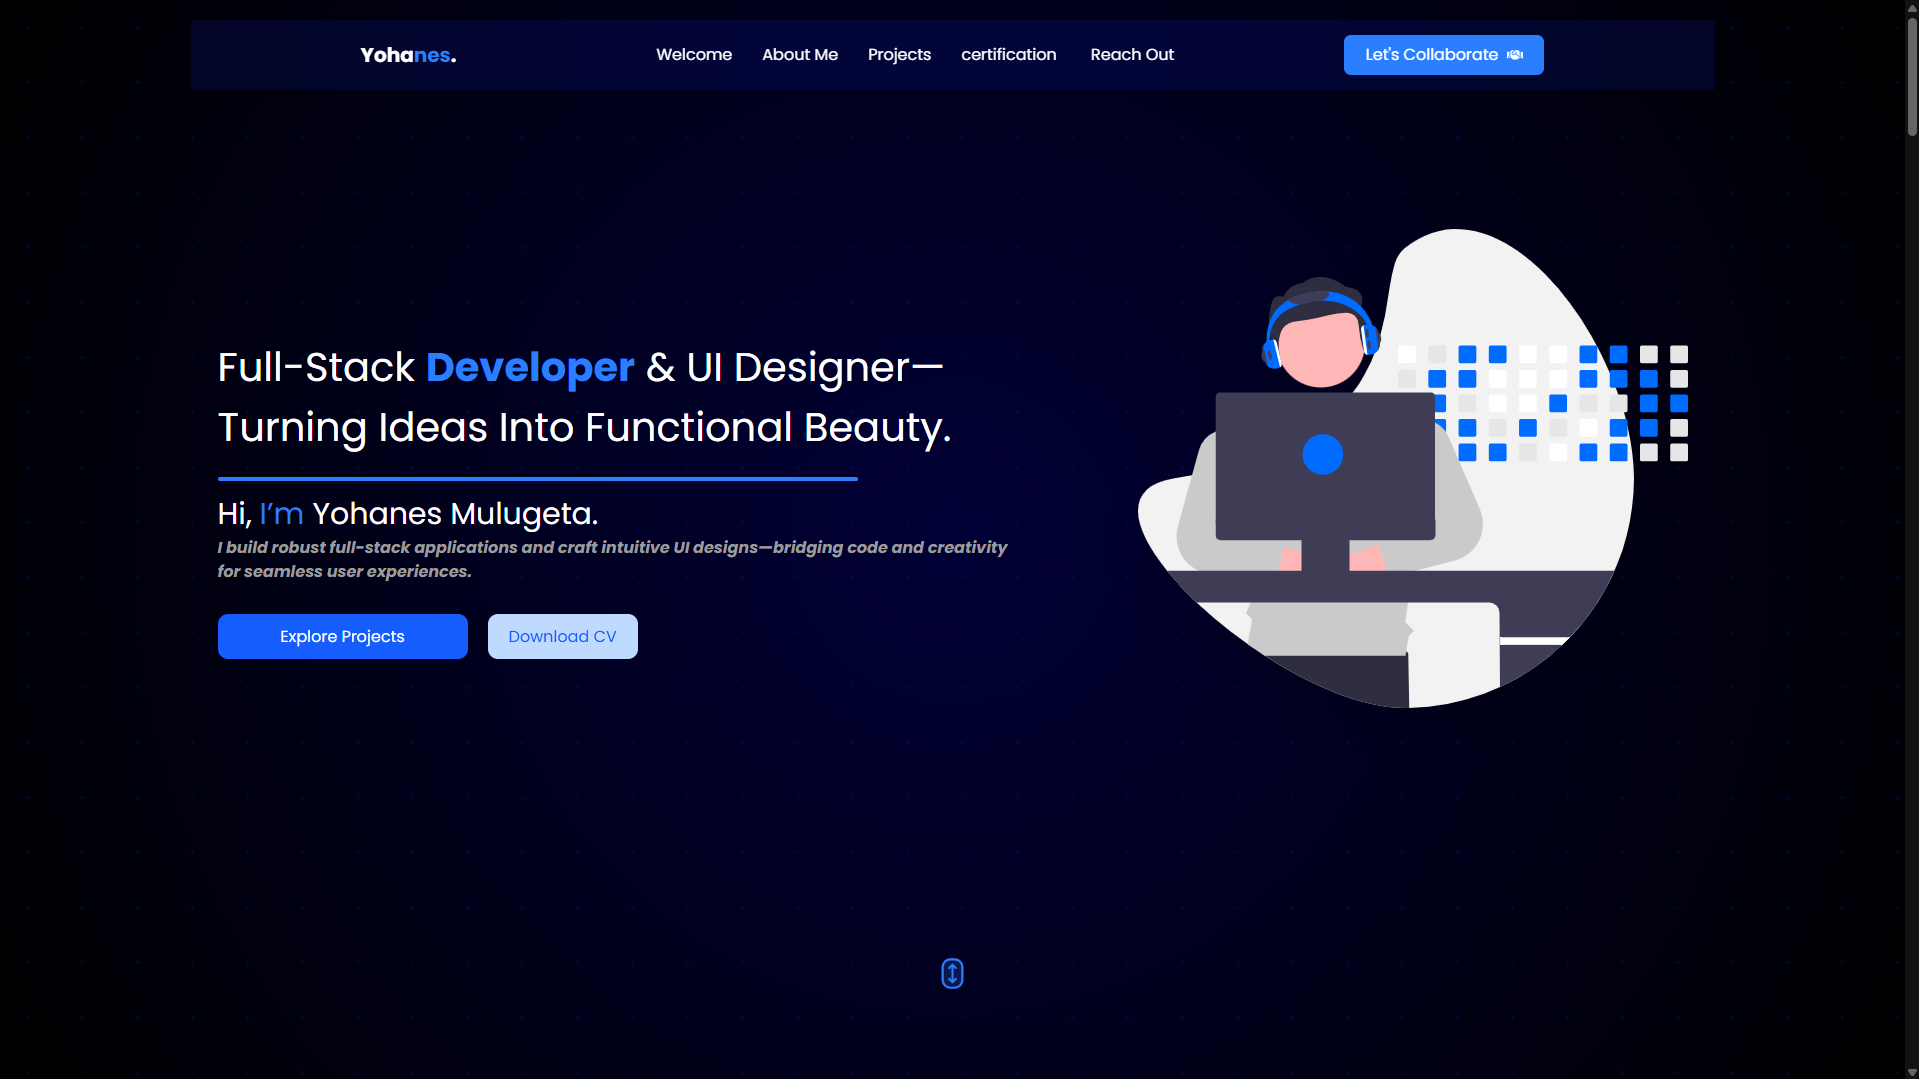 Yohanes.
Welcome About Me Projects certification Reach Out
Let's Collaborate
Full-Stack Developer & UI Designer—
Turning Ideas Into Functional Beauty.
Hi, I’m Yohanes Mulugeta.
I build robust full-stack applications and craft intuitive UI designs—bridging code and creativity
for seamless user experiences.
Explore Projects
Download CV